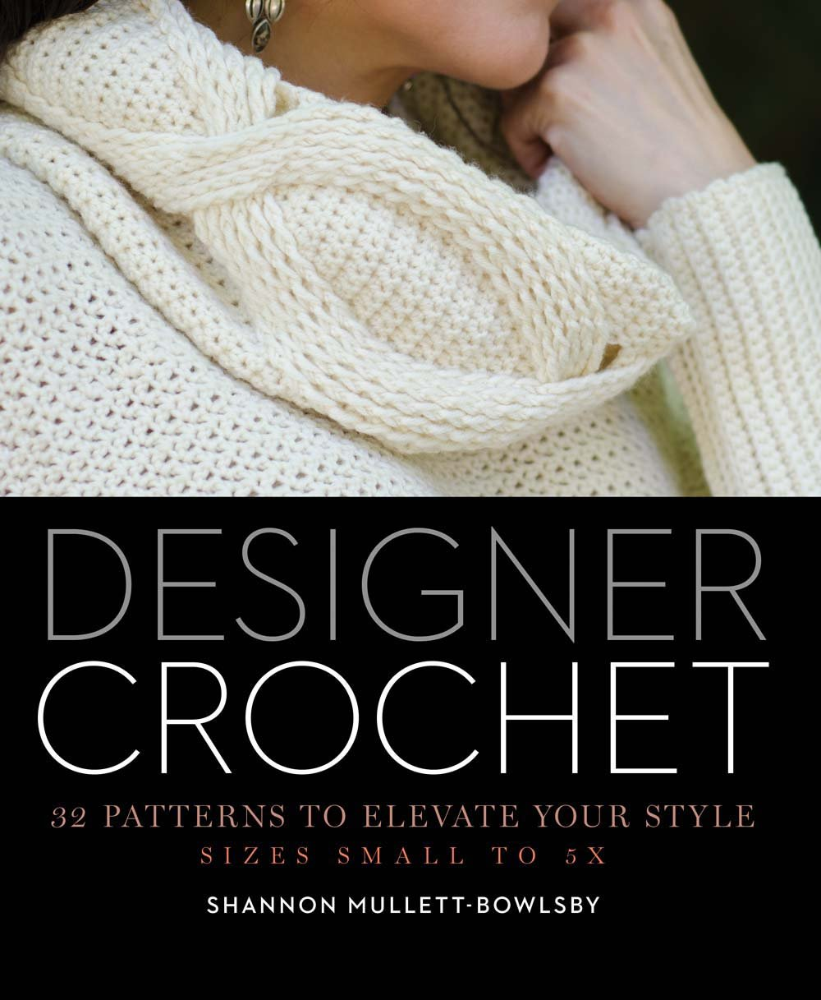 DESIGNER
CROCHET
32 PATTERNS TO ELEVATE YOUR STYLE
SIZES SMALL TO 5X
SHANNON MULLETT-BOWLSBY